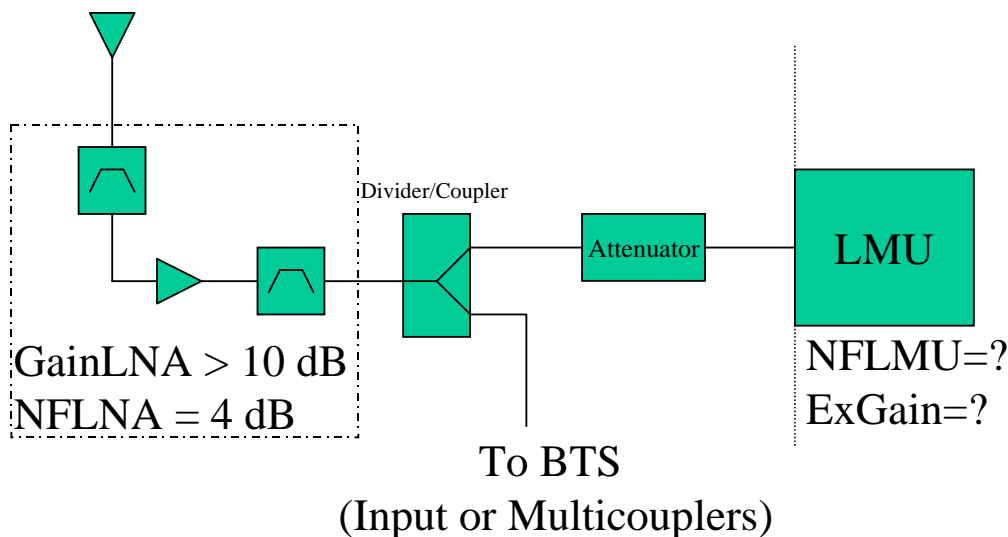 Divider/Coupler
Attenuator
LMU
GainLNA > 10 dB
NFLNA = 4 dB
NFLMU=?
ExGain=?
To BTS
(Input or Multicouplers)